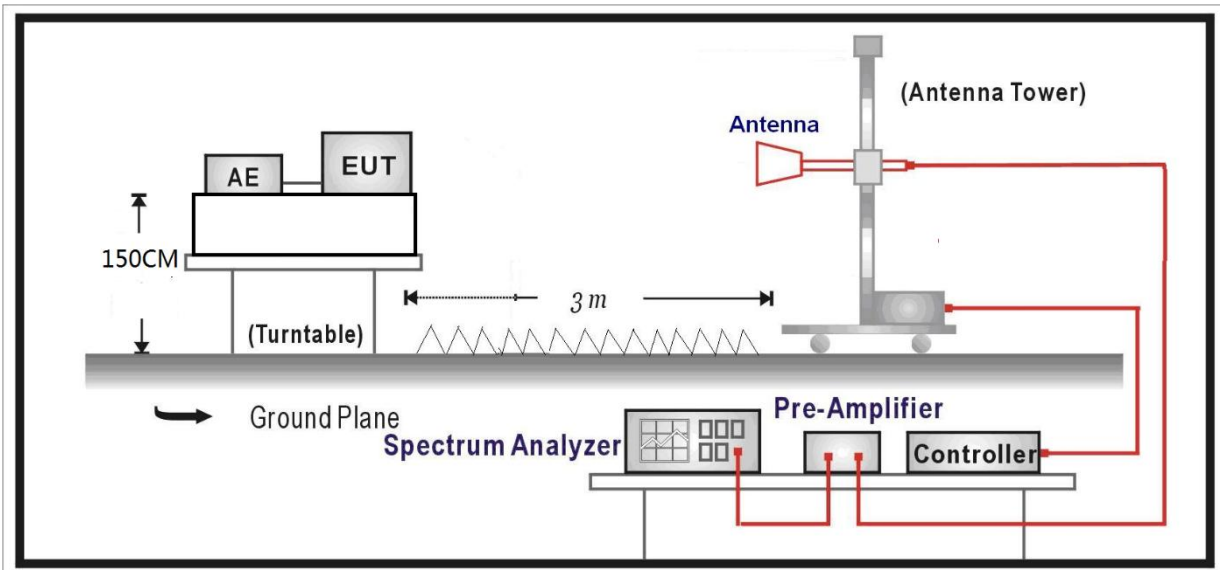 (Antenna Tower)
Antenna
AE
EUT
150CM
3 m
(Turntable)
Ground Plane
Pre-Amplifier
Spectrum Analyzer
Controller